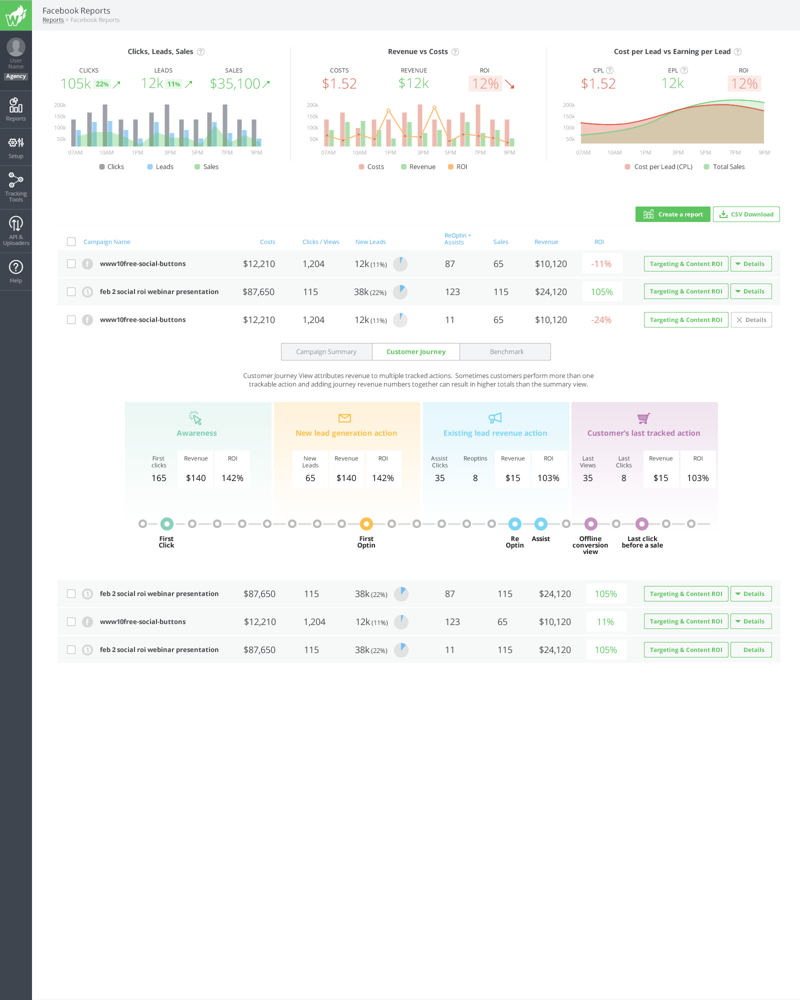 Facebook Reports
Reports > Facebook Reports
User
Name
Agency
Reports
Setup
Tracking
Tools
API &
Uploaders
Help
Clicks, Leads, Sales ?
CLICKS LEADS SALES
105k 22% 12k 11% $35,100
200k
150k
100k
50k
07AM 10AM 1PM 3PM 5PM 7PM 9PM
Clicks Leads Sales
Revenue vs Costs ?
COSTS REVENUE ROI
$1.52 $12k 12%
200k
150k
100k
50k
07AM 10AM 1PM 3PM 5PM 7PM 9PM
Costs Revenue ROI
Cost per Lead vs Earning per Lead ?
CPL ? EPL ? ROI
$1.52 12k 12%
200k
150k
100k
50k
07AM 10AM 1PM 3PM 5PM 7PM 9PM
Cost per Lead (CPL) Total Sales
Create a report CSV Download
Campaign Name Costs Clicks / Views New Leads ReOptin +
Assists Sales Revenue ROI
www10free-social-buttons $12,210 1,204 12k (11%) 87 65 $10,120 -11% Targeting & Content ROI Details
feb 2 social roi webinar presentation $87,650 115 38k (22%) 123 115 $24,120 105% Targeting & Content ROI Details
www10free-social-buttons $12,210 1,204 12k (11%) 11 65 $10,120 -24% Targeting & Content ROI Details
Campaign Summary Customer Journey Benchmark
Customer Journey View attributes revenue to multiple tracked actions. Sometimes customers perform more than one
trackable action and adding journey revenue numbers together can result in higher totals than the summary view.
Awareness
First
clicks Revenue ROI
165 $140 142%
New lead generation action
New
Leads Revenue ROI
65 $140 142%
Existing lead revenue action
Assist
Clicks Reoptins Revenue ROI
35 8 $15 103%
Customer’s last tracked action
Last
Views Last
Clicks Revenue ROI
35 8 $15 103%
First
Click
First
Optin
Re
Optin
Assist
Offline
conversion
view
Last click
before a sale
feb 2 social roi webinar presentation $87,650 115 38k (22%) 87 115 $24,120 105% Targeting & Content ROI Details
www10free-social-buttons $12,210 1,204 12k (11%) 123 65 $10,120 11% Targeting & Content ROI Details
feb 2 social roi webinar presentation $87,650 115 38k (22%) 11 115 $24,120 105% Targeting & Content ROI Details